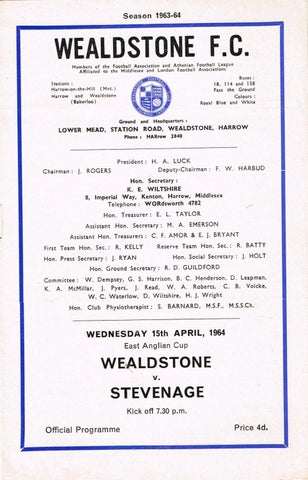 Season 1963-64
WEALDSTONE F.C.
Members of the Football Association and Athenian Football League
Affiliated to the Middlesex and London Football Associations
Stations :
Harrow-on-the-Hill (Met.)
Harrow and Wealdstone
(Bakerloo)
Buses :
18, 114 and 158
Pass the Ground
Colours :
Royal Blue and White
Ground and Headquarters :
LOWER MEAD, STATION ROAD, WEALDSTONE, HARROW
Phone : HARrow 2840
President : H. A. LUCK
Chairman : J. ROGERS Deputy-Chairman : F. W. HARBUD
Hon. Secretary :
K. E. WILTSHIRE
8, Imperial Way, Kenton, Harrow, Middlesex
Telephone : WORdsworth 4782
Hon. Treasurer : E. L. TAYLOR
Assistant Hon. Secretary : M. A. EMERSON
Assistant Hon. Treasurers : C. F. AMOR & E. J. BRYANT
First Team Hon. Sec. : R. KELLY Reserve Team Hon. Sec. : R. BATTY
Hon. Press Secretary : J. RYAN Hon. Social Secretary : J. HOLT
Hon. Ground Secretary : R. D. GUILDFORD
Committee : W. Dempsey, G. S. Harrison, B. C. Henderson, D. Leapman,
K. A. McMillar, J. Pyers, J. Read, W. A. Roberts, C. B. Voicke,
W. C. Waterlow, D. Wiltshire, H. J. Wright
Hon. Club Physiotherapist : S. BARNARD, M.S.F., M.S.S.Ch.
WEDNESDAY 15th APRIL, 1964
East Anglian Cup
WEALDSTONE
v.
STEVENAGE
Kick off 7.30 p.m.
Official Programme Price 4d.